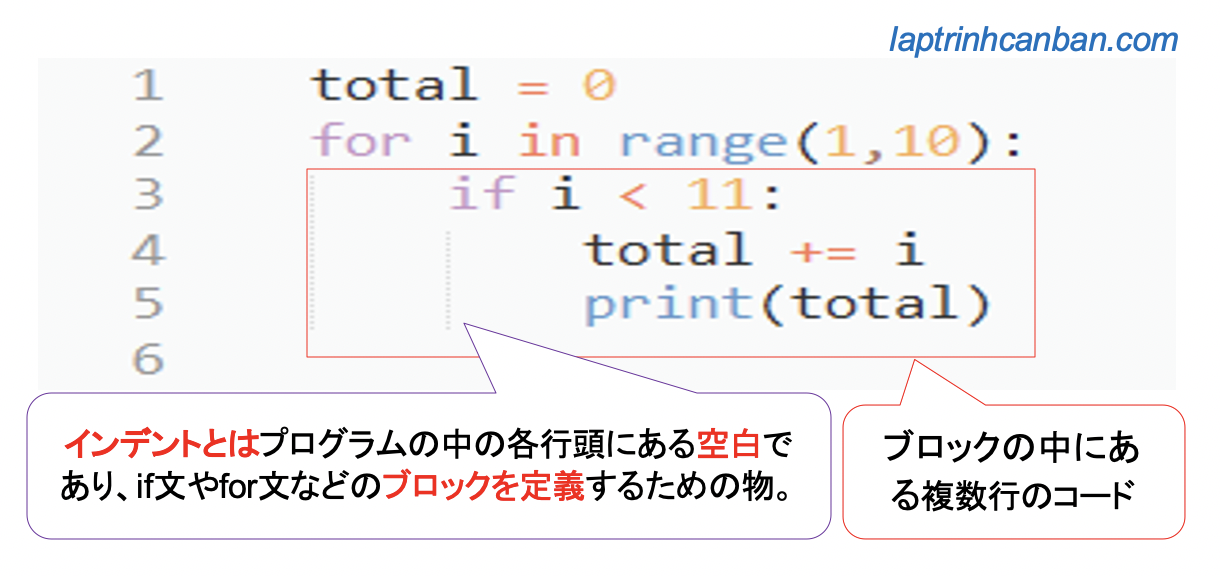 laptrinhcanban.com
1 total = 0
2 for i in range(1,10):
3     if i < 11:
4         total += i
5         print(total)
6
インデントとはプログラムの中の各行頭にある空白で
あり、if文やfor文などのブロックを定義するための物。
ブロックの中にあ
る複数行のコード